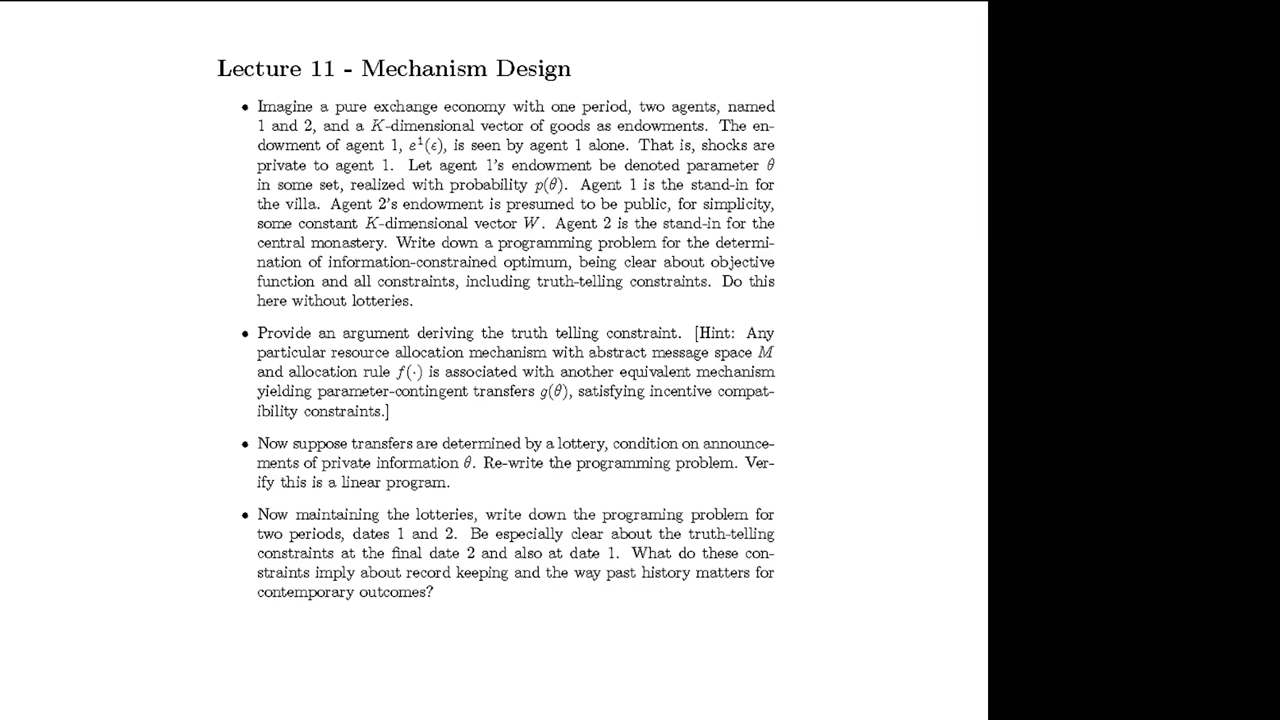 Lecture 11 - Mechanism Design
• Imagine a pure exchange economy with one period, two agents, named
1 and 2, and a K-dimensional vector of goods as endowments. The en-
dowment of agent 1, e¹(ϵ), is seen by agent 1 alone. That is, shocks are
private to agent 1. Let agent 1's endowment be denoted parameter θ
in some set, realized with probability p(θ). Agent 1 is the stand-in for
the villa. Agent 2's endowment is presumed to be public, for simplicity,
some constant K-dimensional vector W. Agent 2 is the stand-in for the
central monastery. Write down a programming problem for the determi-
nation of information-constrained optimum, being clear about objective
function and all constraints, including truth-telling constraints. Do this
here without lotteries.
• Provide an argument deriving the truth telling constraint. [Hint: Any
particular resource allocation mechanism with abstract message space M
and allocation rule f(·) is associated with another equivalent mechanism
yielding parameter-contingent transfers g(θ), satisfying incentive compat-
ibility constraints.]
• Now suppose transfers are determined by a lottery, condition on announce-
ments of private information θ. Re-write the programming problem. Ver-
ify this is a linear program.
• Now maintaining the lotteries, write down the programing problem for
two periods, dates 1 and 2. Be especially clear about the truth-telling
constraints at the final date 2 and also at date 1. What do these con-
straints imply about record keeping and the way past history matters for
contemporary outcomes?